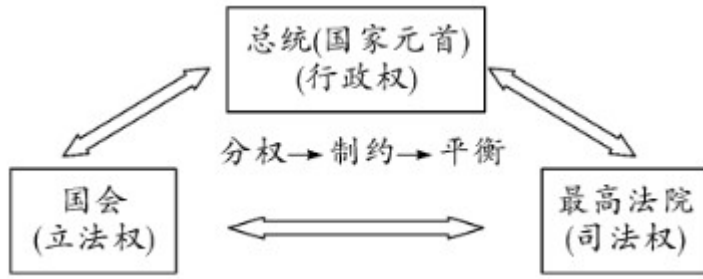 总统(国家元首)
(行政权)
分权→制约→平衡
国会
(立法权)
最高法院
(司法权)